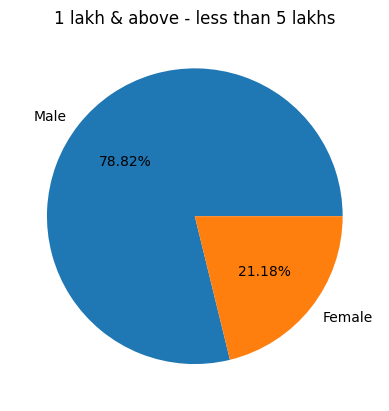 1 lakh & above - less than 5 lakhs
Male
78.82%
21.18%
Female